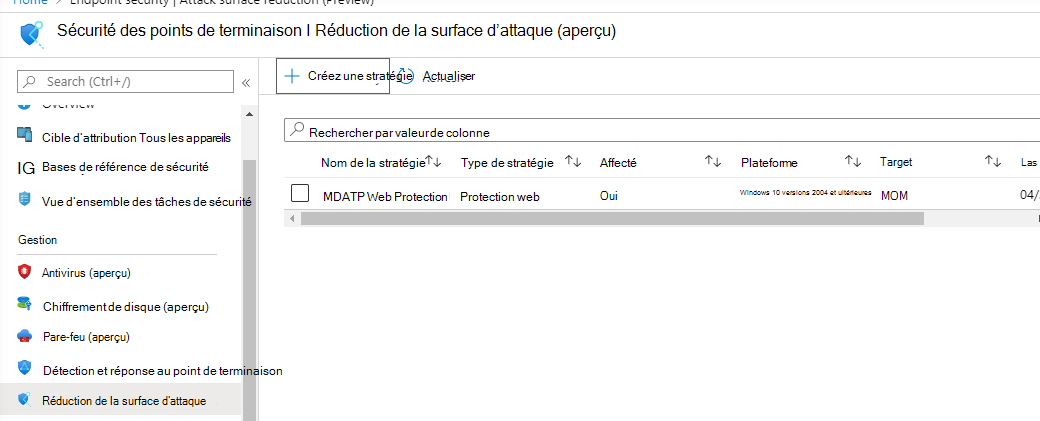 Home > Endpoint security | Attack surface reduction (Preview)
Sécurité des points de terminaison I Réduction de la surface d'attaque (aperçu)
Search (Ctrl+/)
«
Créez une stratégie
Actualiser
Overview
Cible d'attribution Tous les appareils
IG Bases de référence de sécurité
Vue d'ensemble des tâches de sécurité
Gestion
Antivirus (aperçu)
Chiffrement de disque (aperçu)
Pare-feu (aperçu)
Détection et réponse au point de terminaison
Réduction de la surface d'attaque
Rechercher par valeur de colonne
Nom de la stratégie Type de stratégie Affecté Plateforme Target Las
MDATP Web Protection Protection web Oui Windows 10 versions 2004 et ultérieures MOM 04/